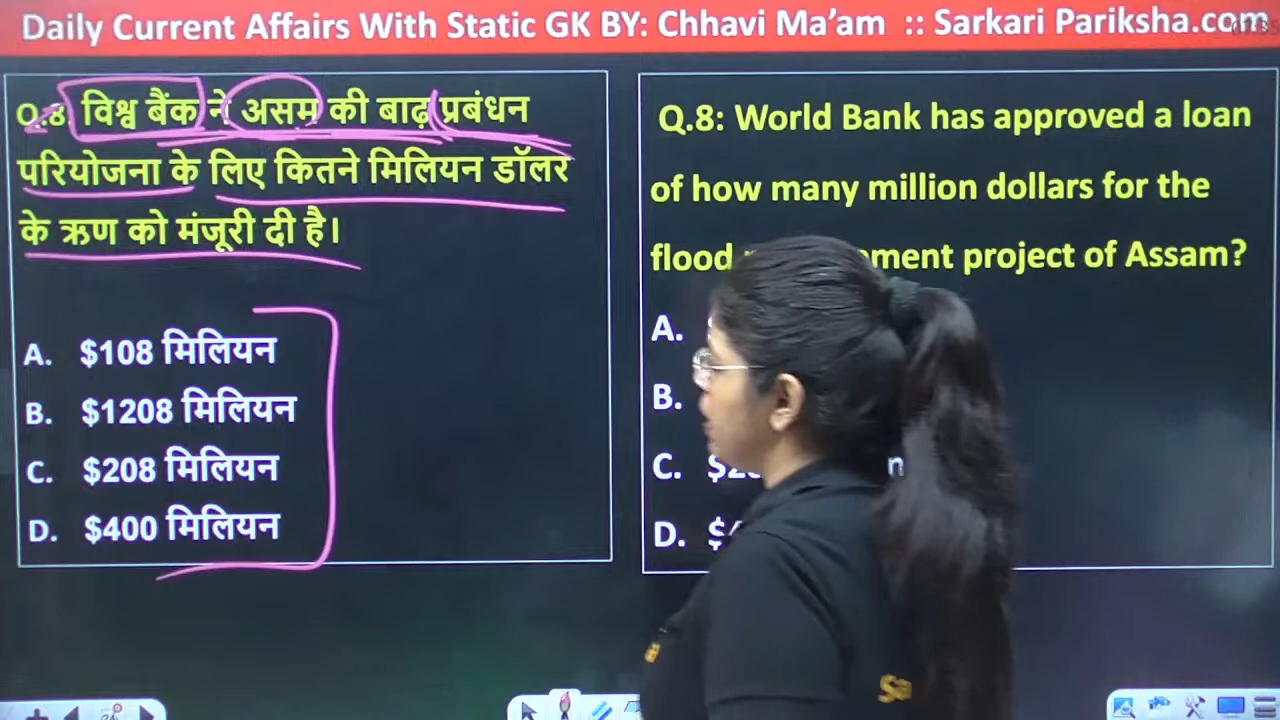 Daily Current Affairs With Static GK BY: Chhavi Ma’am :: Sarkari Pariksha.com
Q.8: विश्व बैंक ने असम की बाढ़ प्रबंधन
परियोजना के लिए कितने मिलियन डॉलर
के ऋण को मंजूरी दी है।
A. $108 मिलियन
B. $1208 मिलियन
C. $208 मिलियन
D. $400 मिलियन
Q.8: World Bank has approved a loan
of how many million dollars for the
flood project of Assam?
A.
B.
C.
D.